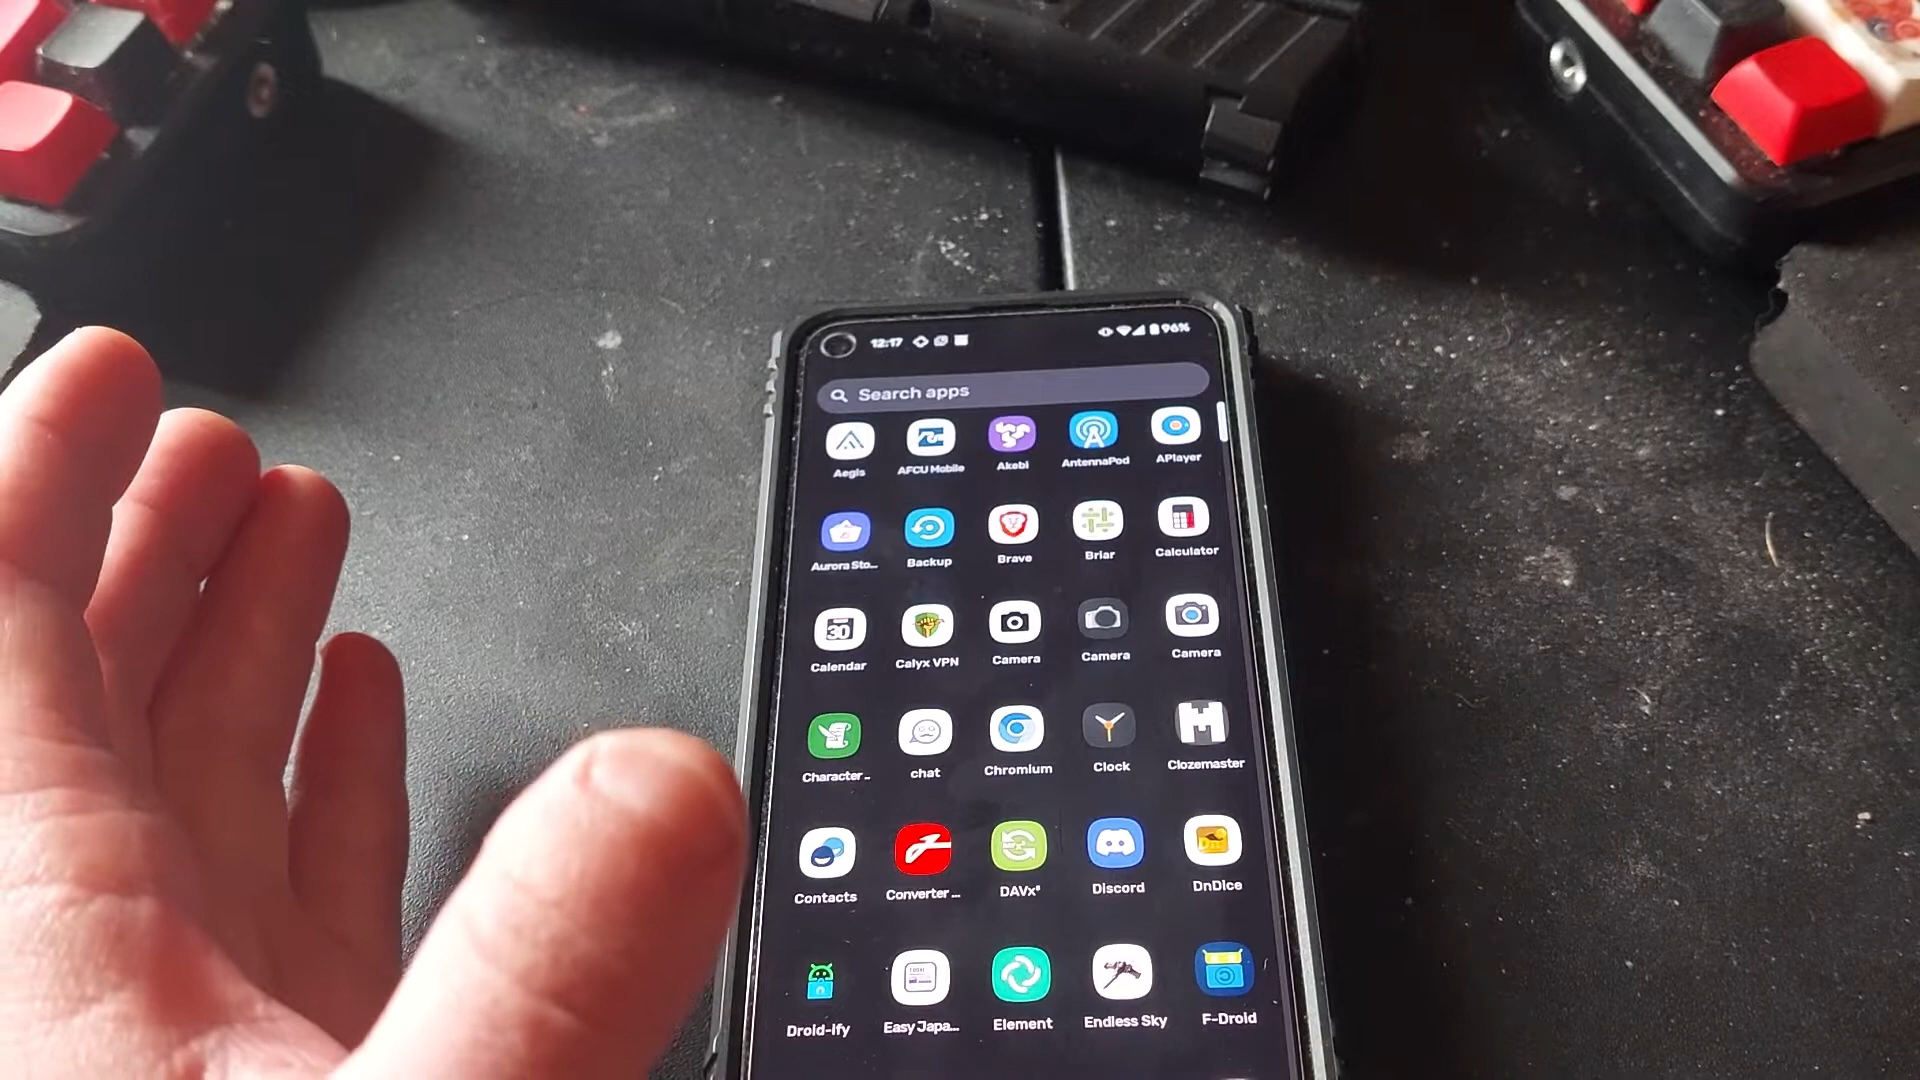 12:17 96%
Search apps
Aegis AFCU Mobile Akebi AntennaPod APlayer
Aurora Sto... Backup Brave Briar Calculator
30
Calendar Calyx VPN Camera Camera Camera
Character... chat Chromium Clock Clozemaster
Contacts Converter ... DAVx⁵ Discord DnDice
Droid-ify Easy Japa... Element Endless Sky F-Droid